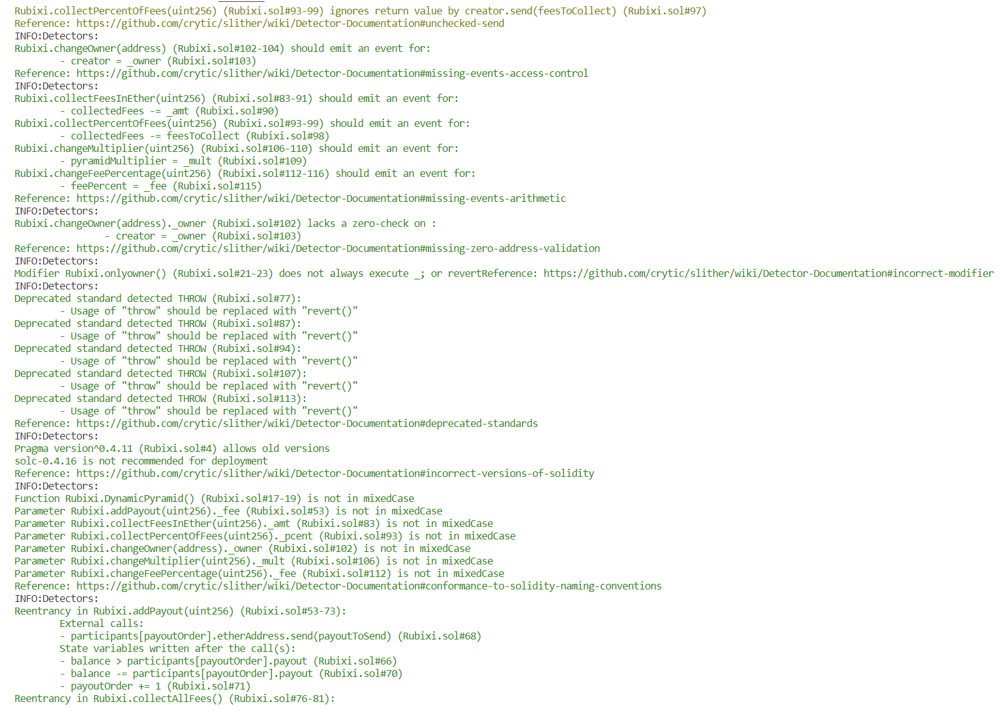 Rubixi.collectPercentOfFees(uint256) (Rubixi.sol#93-99) ignores return value by creator.send(feesToCollect) (Rubixi.sol#97)
Reference: https://github.com/crytic/slither/wiki/Detector-Documentation#unchecked-send
INFO:Detectors:
Rubixi.changeOwner(address) (Rubixi.sol#102-104) should emit an event for:
- creator = _owner (Rubixi.sol#103)
Reference: https://github.com/crytic/slither/wiki/Detector-Documentation#missing-events-access-control
INFO:Detectors:
Rubixi.collectFeesInEther(uint256) (Rubixi.sol#83-91) should emit an event for:
- collectedFees -= _amt (Rubixi.sol#90)
Rubixi.collectPercentOfFees(uint256) (Rubixi.sol#93-99) should emit an event for:
- collectedFees -= feesToCollect (Rubixi.sol#98)
Rubixi.changeMultiplier(uint256) (Rubixi.sol#106-110) should emit an event for:
- pyramidMultiplier = _mult (Rubixi.sol#109)
Rubixi.changeFeePercentage(uint256) (Rubixi.sol#112-116) should emit an event for:
- feePercent = _fee (Rubixi.sol#115)
Reference: https://github.com/crytic/slither/wiki/Detector-Documentation#missing-events-arithmetic
INFO:Detectors:
Rubixi.changeOwner(address)._owner (Rubixi.sol#102) lacks a zero-check on :
- creator = _owner (Rubixi.sol#103)
Reference: https://github.com/crytic/slither/wiki/Detector-Documentation#missing-zero-address-validation
INFO:Detectors:
Modifier Rubixi.onlyowner() (Rubixi.sol#21-23) does not always execute _; or revertReference: https://github.com/crytic/slither/wiki/Detector-Documentation#incorrect-modifier
INFO:Detectors:
Deprecated standard detected THROW (Rubixi.sol#77):
- Usage of "throw" should be replaced with "revert()"
Deprecated standard detected THROW (Rubixi.sol#87):
- Usage of "throw" should be replaced with "revert()"
Deprecated standard detected THROW (Rubixi.sol#94):
- Usage of "throw" should be replaced with "revert()"
Deprecated standard detected THROW (Rubixi.sol#107):
- Usage of "throw" should be replaced with "revert()"
Deprecated standard detected THROW (Rubixi.sol#113):
- Usage of "throw" should be replaced with "revert()"
Reference: https://github.com/crytic/slither/wiki/Detector-Documentation#deprecated-standards
INFO:Detectors:
Pragma version^0.4.11 (Rubixi.sol#4) allows old versions
solc-0.4.16 is not recommended for deployment
Reference: https://github.com/crytic/slither/wiki/Detector-Documentation#incorrect-versions-of-solidity
INFO:Detectors:
Function Rubixi.DynamicPyramid() (Rubixi.sol#17-19) is not in mixedCase
Parameter Rubixi.addPayout(uint256)._fee (Rubixi.sol#53) is not in mixedCase
Parameter Rubixi.collectFeesInEther(uint256)._amt (Rubixi.sol#83) is not in mixedCase
Parameter Rubixi.collectPercentOfFees(uint256)._pcent (Rubixi.sol#93) is not in mixedCase
Parameter Rubixi.changeOwner(address)._owner (Rubixi.sol#102) is not in mixedCase
Parameter Rubixi.changeMultiplier(uint256)._mult (Rubixi.sol#106) is not in mixedCase
Parameter Rubixi.changeFeePercentage(uint256)._fee (Rubixi.sol#112) is not in mixedCase
Reference: https://github.com/crytic/slither/wiki/Detector-Documentation#conformance-to-solidity-naming-conventions
INFO:Detectors:
Reentrancy in Rubixi.addPayout(uint256) (Rubixi.sol#53-73):
External calls:
- participants[payoutOrder].etherAddress.send(payoutToSend) (Rubixi.sol#68)
State variables written after the call(s):
- balance > participants[payoutOrder].payout (Rubixi.sol#66)
- balance -= participants[payoutOrder].payout (Rubixi.sol#70)
- payoutOrder += 1 (Rubixi.sol#71)
Reentrancy in Rubixi.collectAllFees() (Rubixi.sol#76-81):